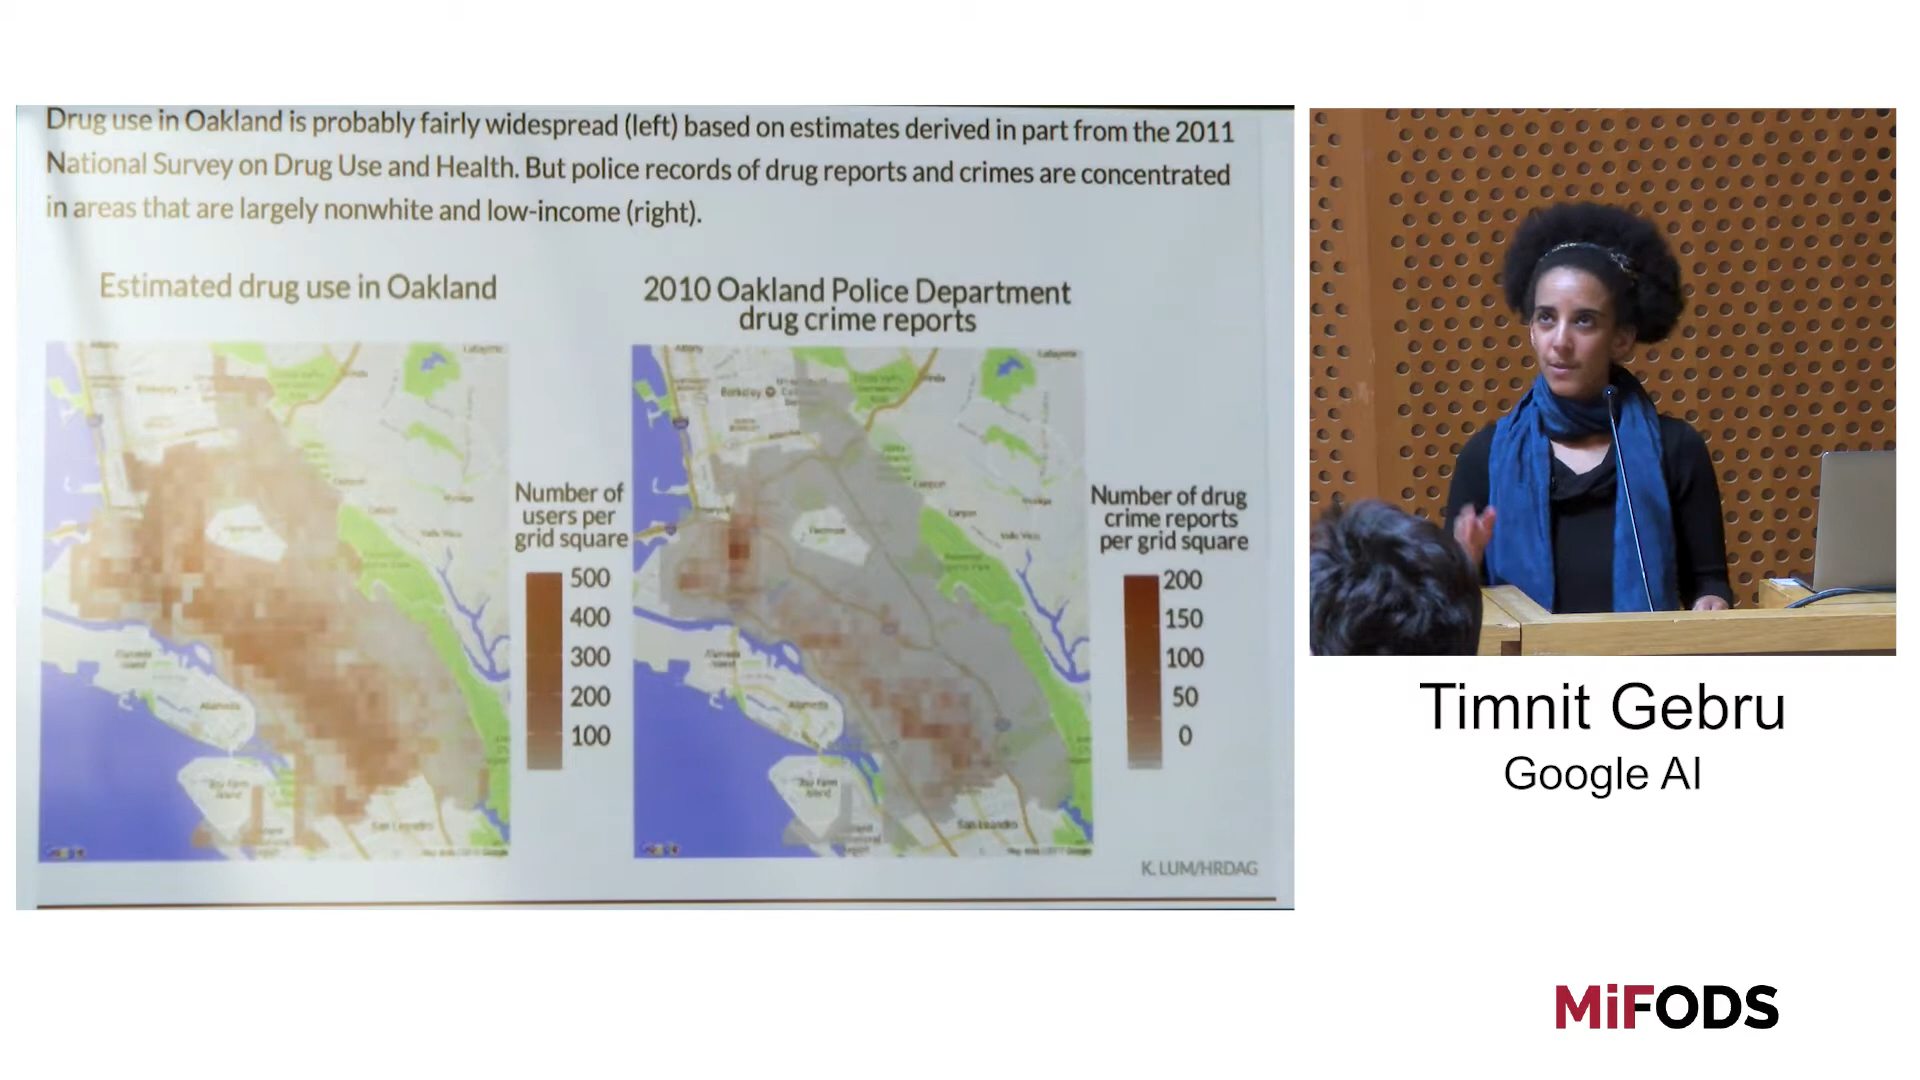 Drug use in Oakland is probably fairly widespread (left) based on estimates derived in part from the 2011
National Survey on Drug Use and Health. But police records of drug reports and crimes are concentrated
in areas that are largely nonwhite and low-income (right).
Estimated drug use in Oakland
2010 Oakland Police Department
drug crime reports
Number of
users per
grid square
500
400
300
200
100
Berkeley
Alameda
San Leandro
Number of drug
crime reports
per grid square
200
150
100
50
0
K. LUM/HRDAG
Timnit Gebru
Google AI
MiFODS